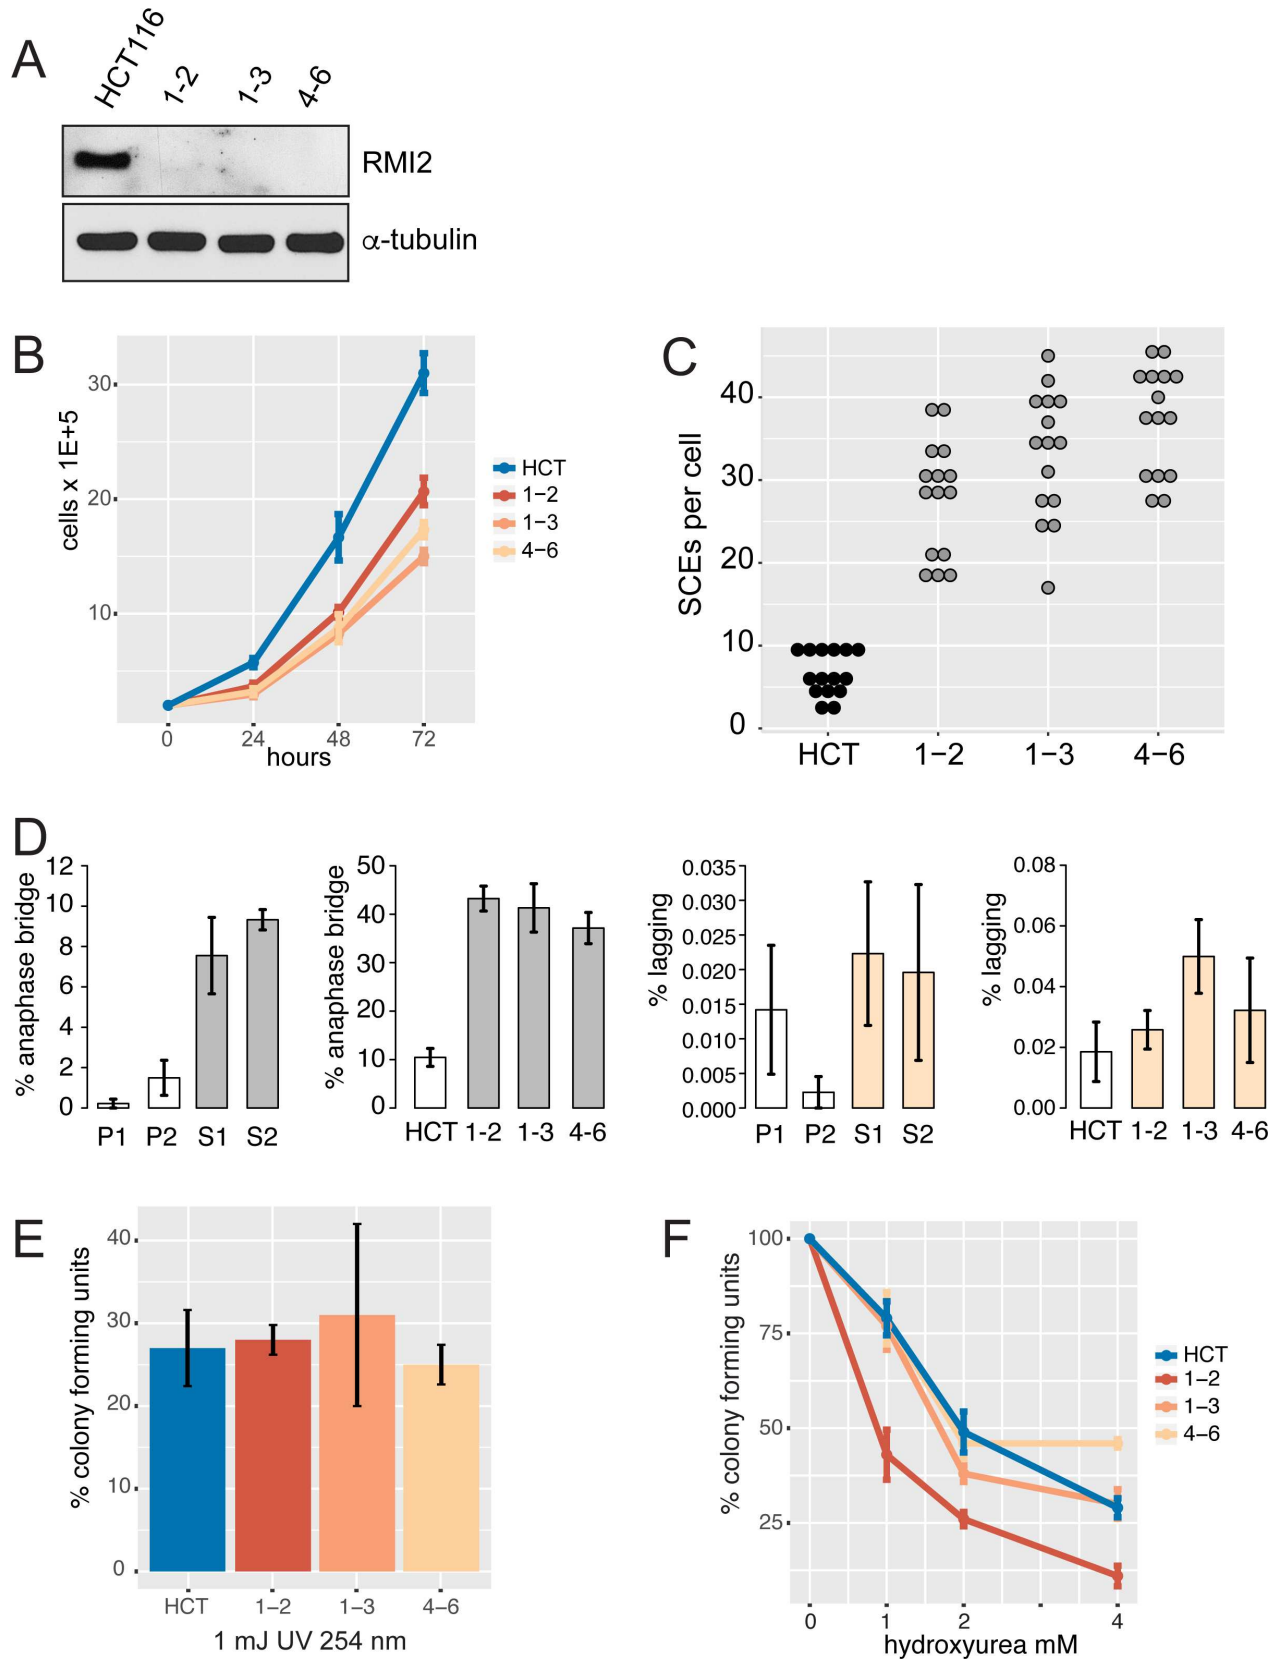 A
HCT116
1-2
1-3
4-6
RMI2
α-tubulin
B
cells x 1E+5
30
20
10
0 24 48 72
hours
HCT
1−2
1−3
4−6
C
SCEs per cell
40
30
20
10
0
HCT 1−2 1−3 4−6
D
% anaphase bridge
12
10
8
6
4
2
0
P1 P2 S1 S2
% anaphase bridge
50
40
30
20
10
0
HCT 1-2 1-3 4-6
% lagging
0.035
0.030
0.025
0.020
0.015
0.010
0.005
0.000
P1 P2 S1 S2
% lagging
0.08
0.06
0.04
0.02
0.00
HCT 1-2 1-3 4-6
E
% colony forming units
40
30
20
10
0
HCT 1−2 1−3 4−6
1 mJ UV 254 nm
F
% colony forming units
100
75
50
25
0 1 2 4
hydroxyurea mM
HCT
1−2
1−3
4−6